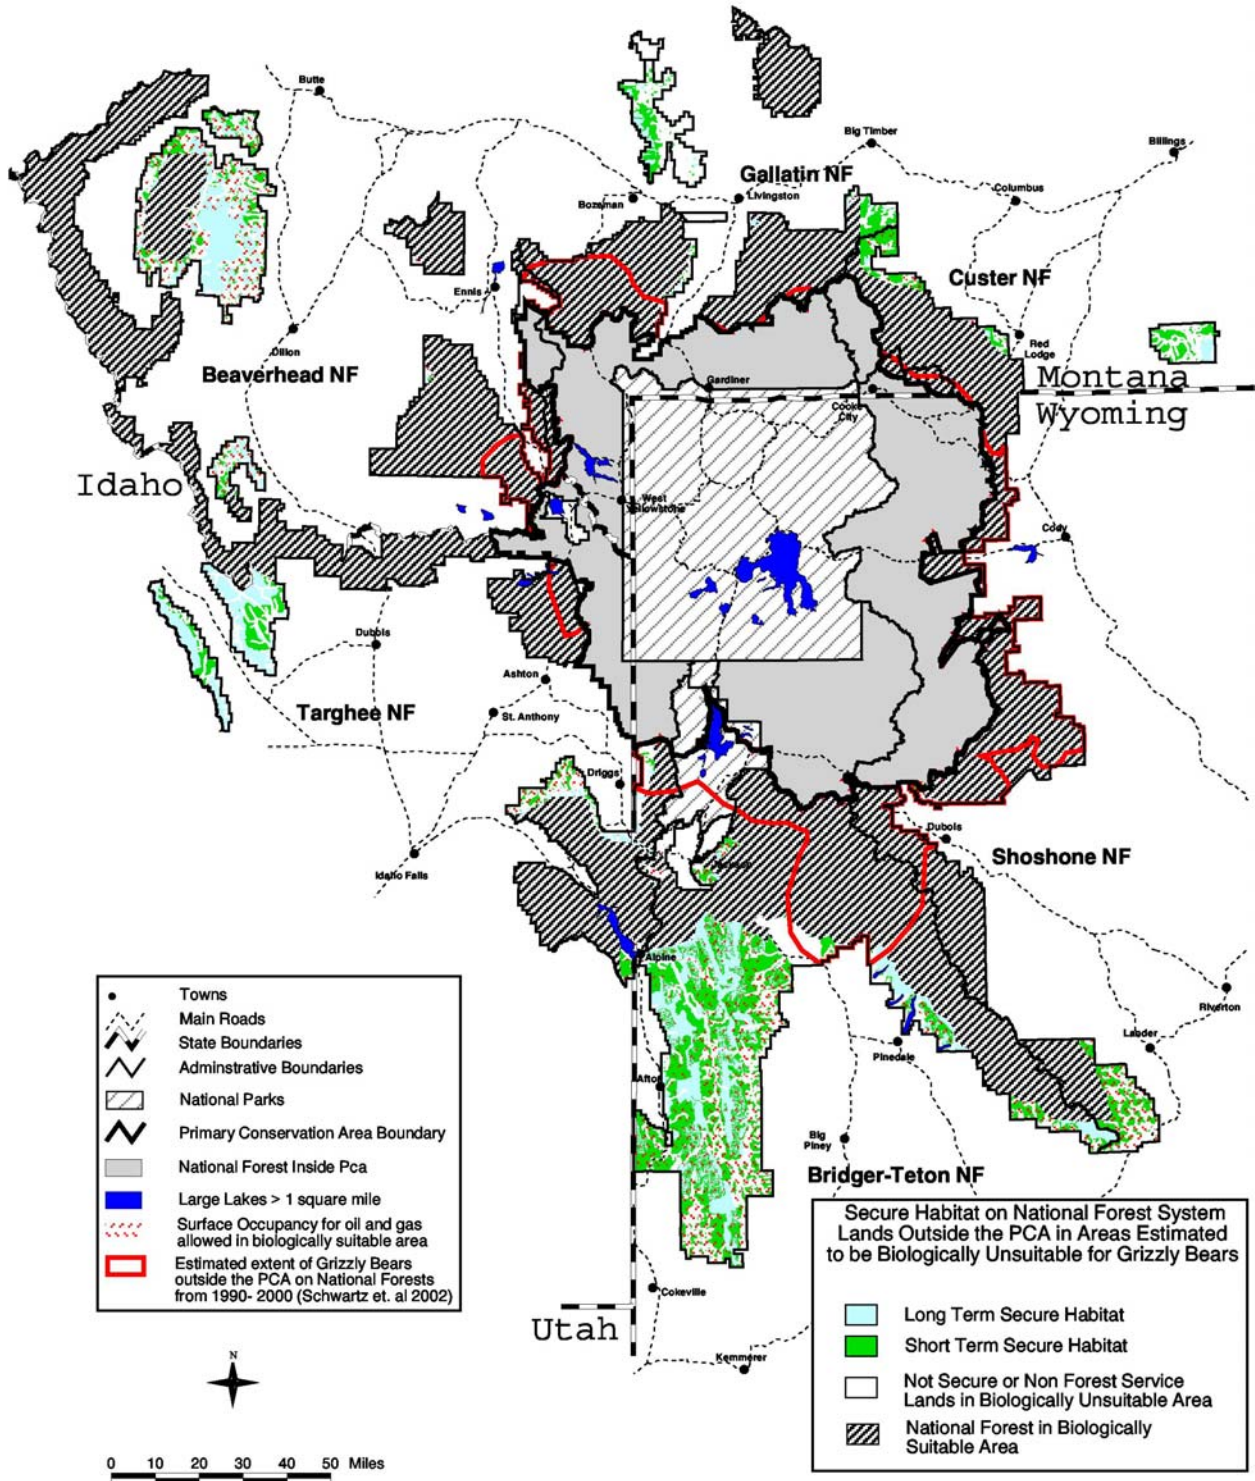 Butte
Big Timber
Billings
Gallatin NF
Livingston
Columbus
Bozeman
Custer NF
Ennis
Red
Lodge
Dillon
Beaverhead NF
Montana
Gardiner
Wyoming
Cooke
City
Idaho
West
Yellowstone
Cody
Dubois
Ashton
Targhee NF
St. Anthony
Driggs
Dubois
Shoshone NF
Jackson
Idaho Falls
Alpine
Riverton
Lander
Pinedale
Afton
Big
Piney
Bridger-Teton NF
Cokeville
Utah
Kemmerer
Towns
Main Roads
State Boundaries
Adminstrative Boundaries
National Parks
Primary Conservation Area Boundary
National Forest Inside Pca
Large Lakes > 1 square mile
Surface Occupancy for oil and gas
allowed in biologically suitable area
Estimated extent of Grizzly Bears
outside the PCA on National Forests
from 1990- 2000 (Schwartz et. al 2002)
Secure Habitat on National Forest System
Lands Outside the PCA in Areas Estimated
to be Biologically Unsuitable for Grizzly Bears
Long Term Secure Habitat
Short Term Secure Habitat
Not Secure or Non Forest Service
Lands in Biologically Unsuitable Area
National Forest in Biologically
Suitable Area
N
0 10 20 30 40 50 Miles